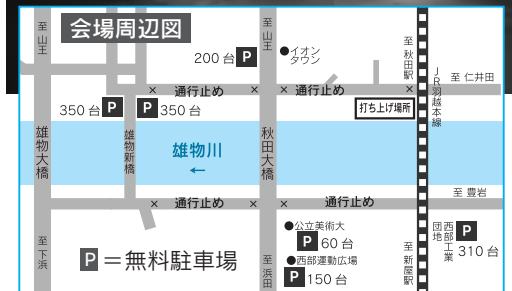 会場周辺図
至山王
至山王
200台 P
●イオン
タウン
至秋田駅
JR羽越本線
至 仁井田
× 通行止め ×
× 通行止め ×
350台 P
P 350台
打ち上げ場所
雄物大橋
雄物新橋
雄物川
←
秋田大橋
× 通行止め ×
× 通行止め ×
至 豊岩
至下浜
P＝無料駐車場
至浜田
●公立美術大
P 60台
●西部運動広場
P 150台
至新屋駅
西部工業
団地
P
310台